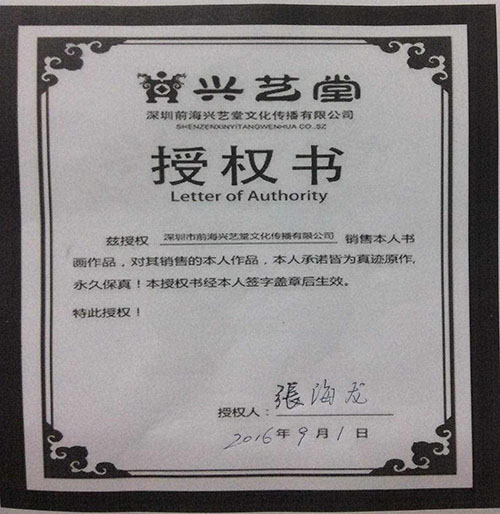 兴艺堂
深圳前海兴艺堂文化传播有限公司
SHENZENXINYITANGWENHUA CO.,SZ
授权书
Letter of Authority
兹授权 深圳市前海兴艺堂文化传播有限公司 销售本人书
画作品，对其销售的本人作品，本人承诺皆为真迹原作，
永久保真！本授权书经本人签字盖章后生效。
特此授权！
授权人：張海龙
2016年9月1日